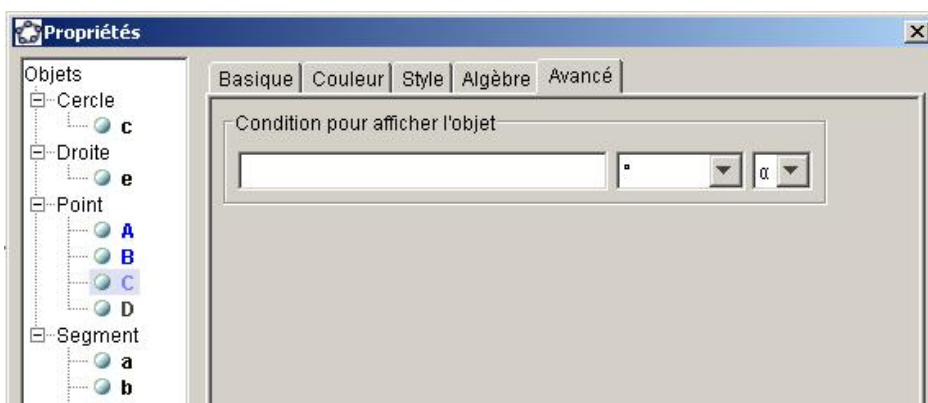 Propriétés
Objets
Cercle
c
Droite
e
Point
A
B
C
D
Segment
a
b
Basique Couleur Style Algèbre Avancé
Condition pour afficher l'objet
° α